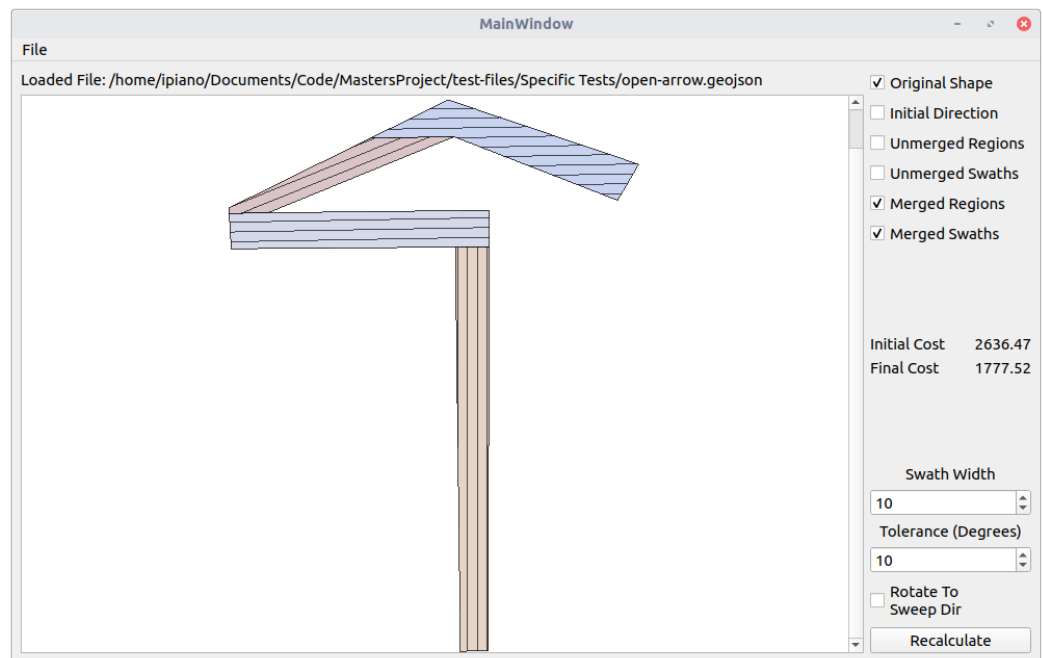 MainWindow
File
Loaded File: /home/ipiano/Documents/Code/MastersProject/test-files/Specific Tests/open-arrow.geojson
Original Shape
Initial Direction
Unmerged Regions
Unmerged Swaths
Merged Regions
Merged Swaths
Initial Cost 2636.47
Final Cost 1777.52
Swath Width
10
Tolerance (Degrees)
10
Rotate To
Sweep Dir
Recalculate